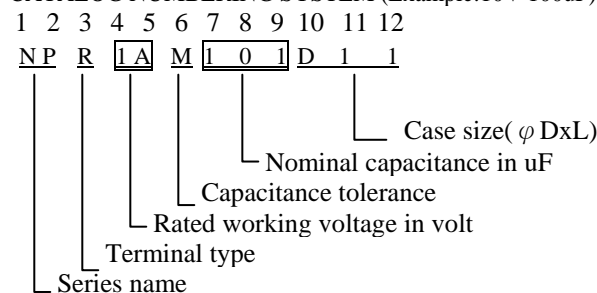 1 2 3 4 5 6 7 8 9 10 11 12
N P R 1 A M 1 0 1 D 1 1
Case size( φ DxL)
Nominal capacitance in uF
Capacitance tolerance
Rated working voltage in volt
Terminal type
Series name